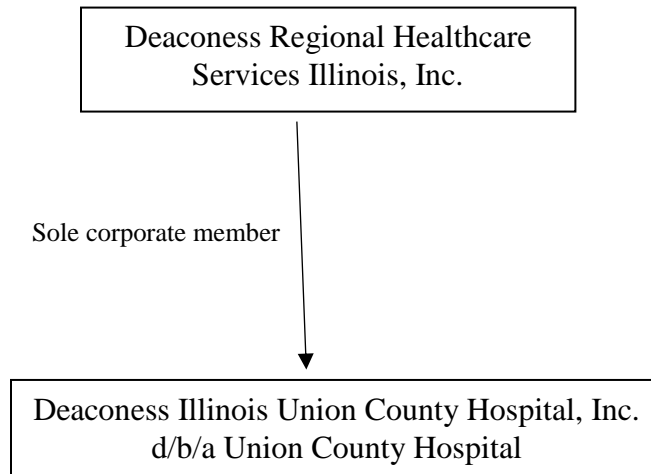 Deaconess Regional Healthcare
Services Illinois, Inc.
Sole corporate member
Deaconess Illinois Union County Hospital, Inc.
d/b/a Union County Hospital